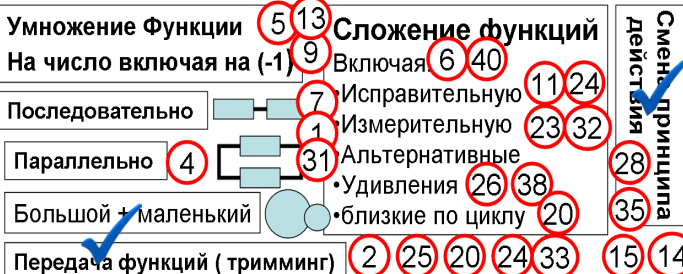 Умножение Функции 5 13
На число включая на (-1) 9
Последовательно 7
1
Параллельно 4 31
Большой + маленький
Передача функций ( тримминг) 2 25 20 24 33 15 14
Сложение функций
Включая: 6 40
•Исправительную 11 24
•Измерительную 23 32
•Альтернативные
•Удивления 26 38
•близкие по циклу 20
Смена принципа
действия
28
35